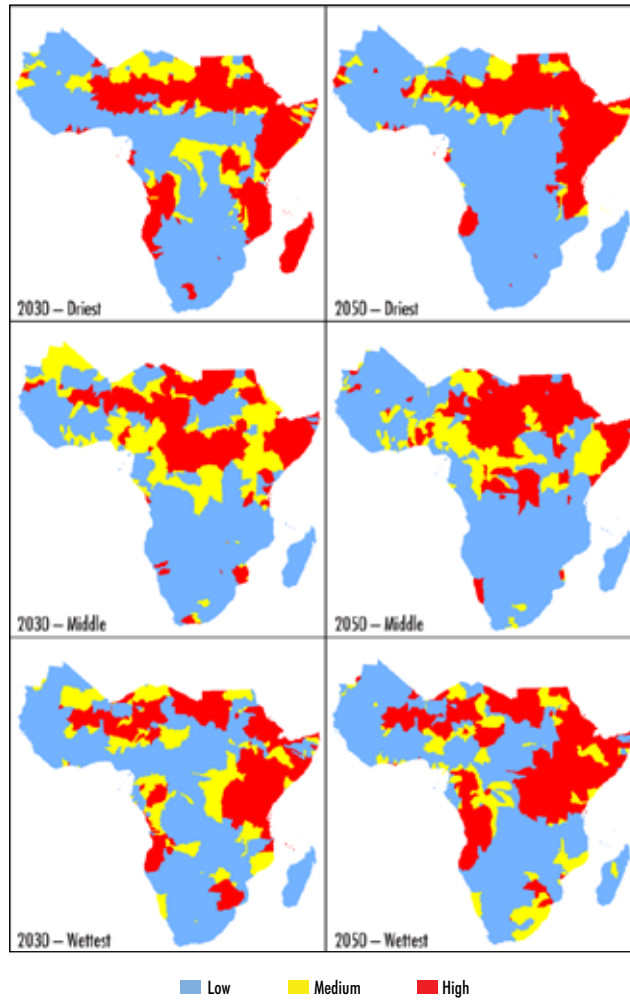 2030 – Driest
2050 – Driest
2030 – Middle
2050 – Middle
2030 – Wettest
2050 – Wettest
Low Medium High